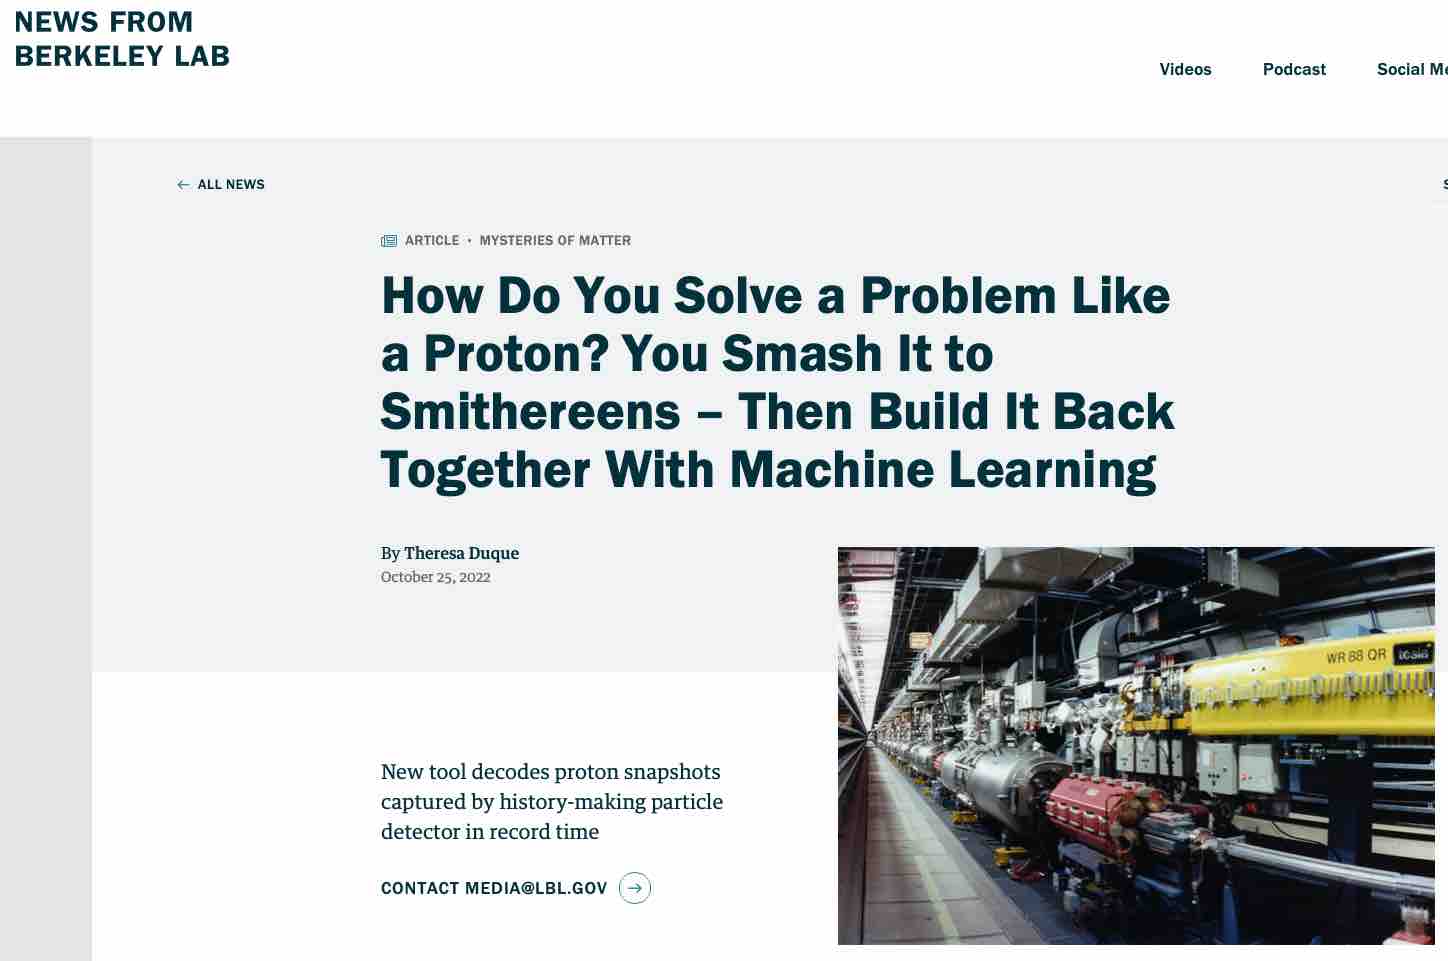 NEWS FROM
BERKELEY LAB
Videos Podcast Social
ALL NEWS
ARTICLE • MYSTERIES OF MATTER
How Do You Solve a Problem Like
a Proton? You Smash It to
Smithereens – Then Build It Back
Together With Machine Learning
By Theresa Duque
October 25, 2022
WR 88 QR tesla
New tool decodes proton snapshots
captured by history-making particle
detector in record time
CONTACT MEDIA@LBL.GOV